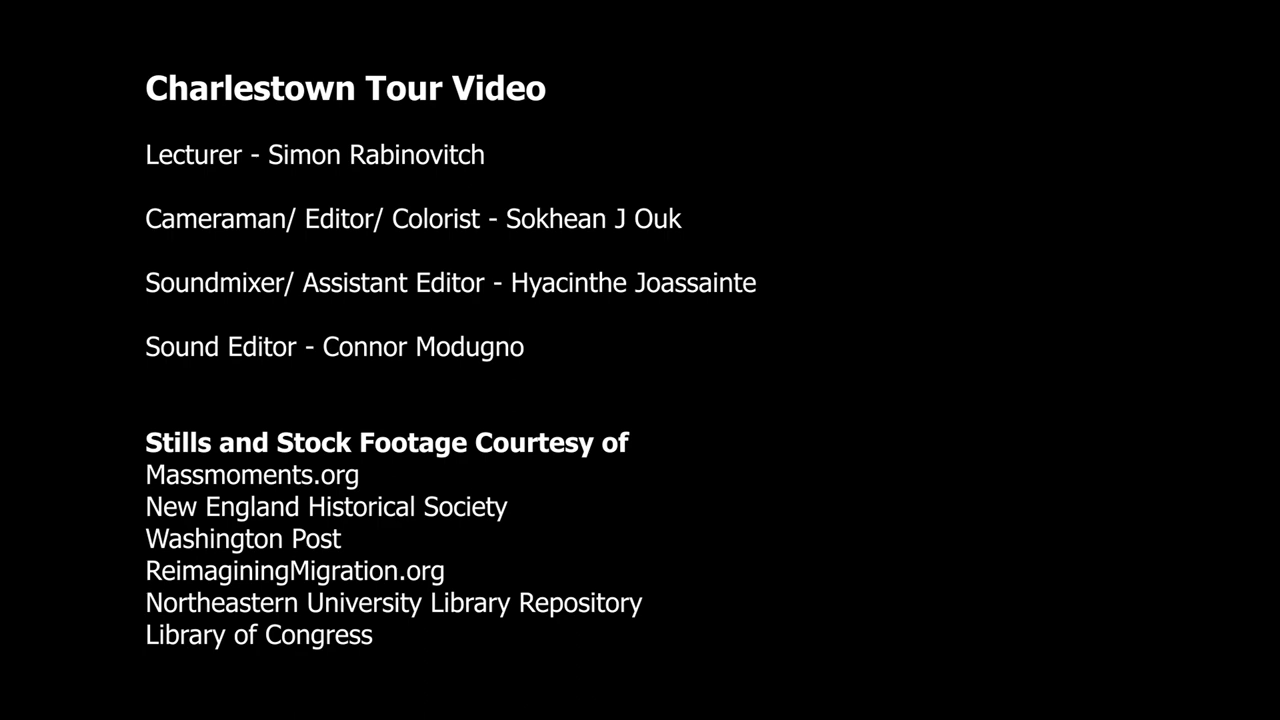 Charlestown Tour Video
Lecturer - Simon Rabinovitch
Cameraman/ Editor/ Colorist - Sokhean J Ouk
Soundmixer/ Assistant Editor - Hyacinthe Joassainte
Sound Editor - Connor Modugno
Stills and Stock Footage Courtesy of
Massmoments.org
New England Historical Society
Washington Post
ReimaginingMigration.org
Northeastern University Library Repository
Library of Congress